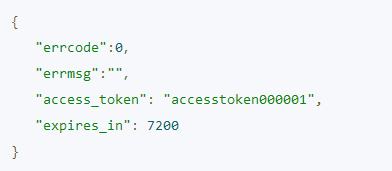 {
"errcode":0,
"errmsg":"",
"access_token": "accesstoken000001",
"expires_in": 7200
}